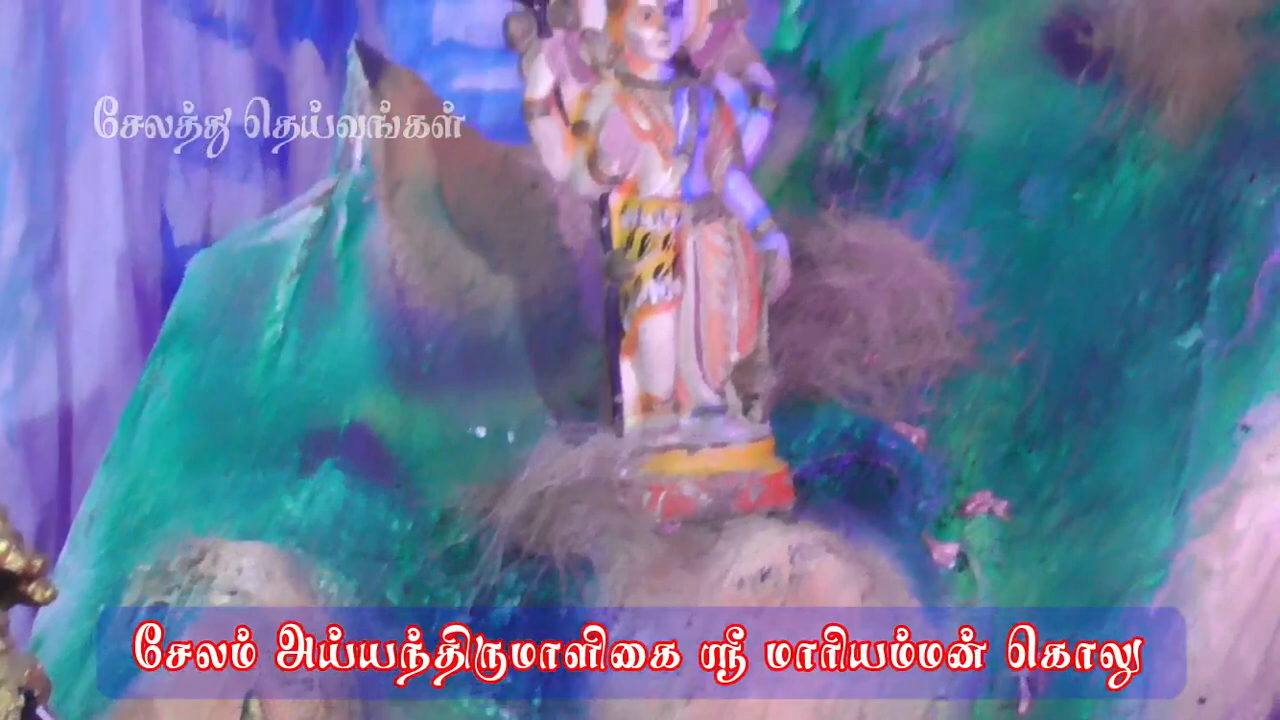 சேலத்து தெய்வங்கள்
சேலம் அய்யந்திருமாளிகை ஸ்ரீ மாரியம்மன் கொலு